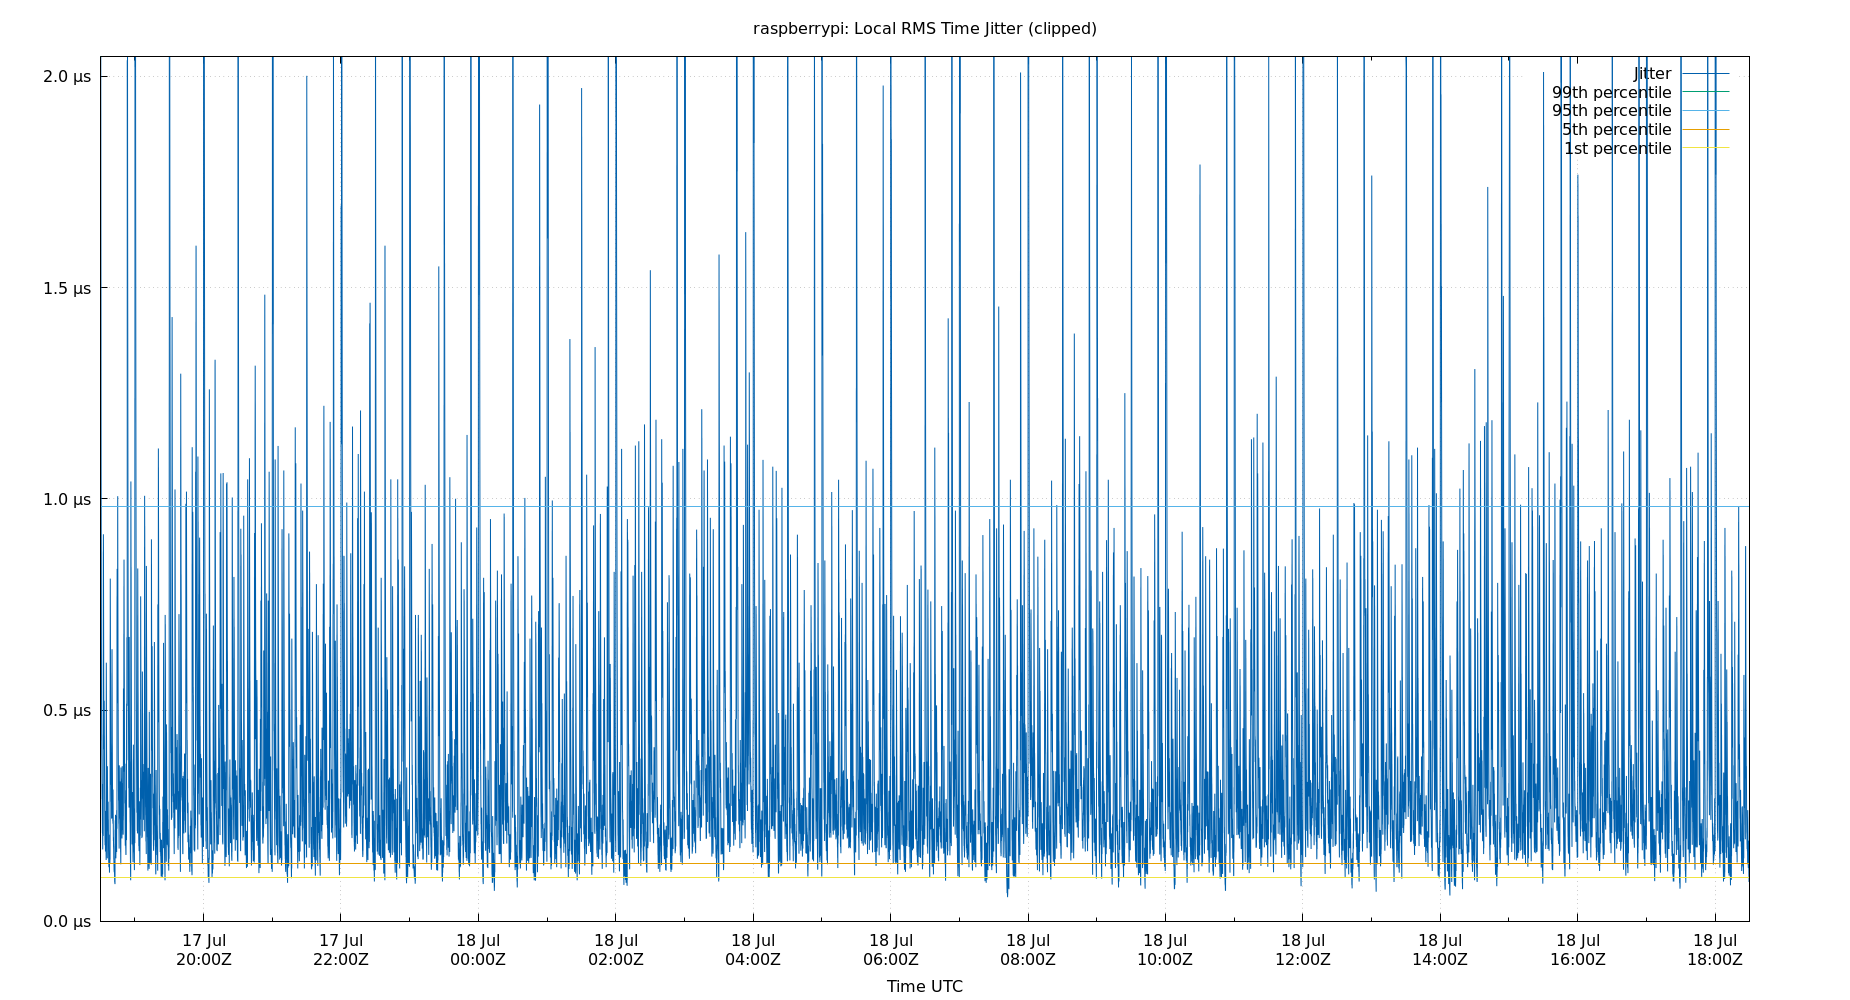 raspberrypi: Local RMS Time Jitter (clipped)
2.0 µs
1.5 µs
1.0 µs
0.5 µs
0.0 µs
Jitter
99th percentile
95th percentile
5th percentile
1st percentile
17 Jul 17 Jul 18 Jul 18 Jul 18 Jul 18 Jul 18 Jul 18 Jul 18 Jul 18 Jul 18 Jul 18 Jul
20:00Z 22:00Z 00:00Z 02:00Z 04:00Z 06:00Z 08:00Z 10:00Z 12:00Z 14:00Z 16:00Z 18:00Z
Time UTC